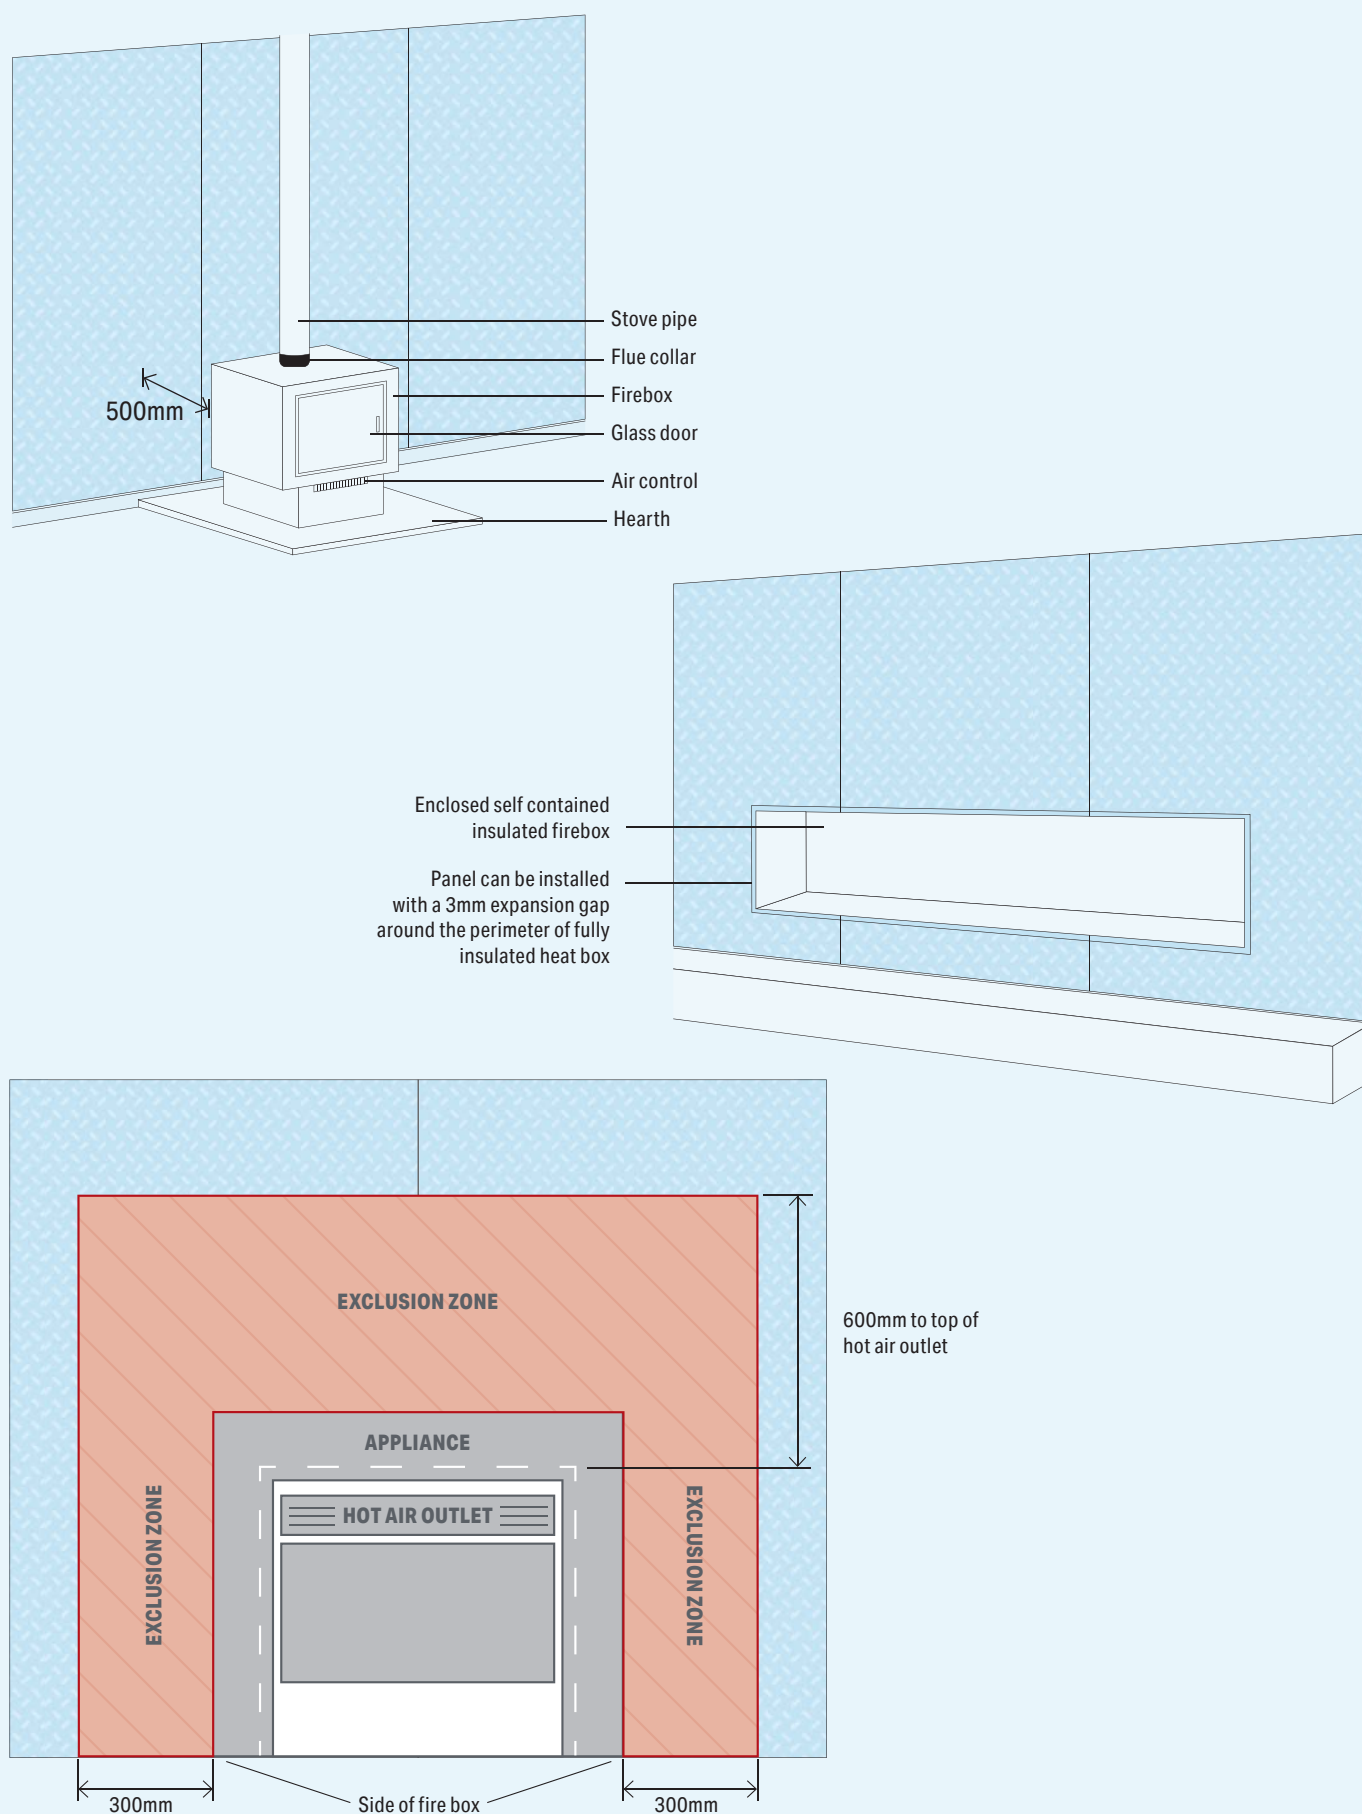 Stove pipe
Flue collar
500mm
Firebox
Glass door
Air control
Hearth
Enclosed self contained
insulated firebox
Panel can be installed
with a 3mm expansion gap
around the perimeter of fully
insulated heat box
EXCLUSION ZONE
600mm to top of
hot air outlet
APPLIANCE
HOT AIR OUTLET
EXCLUSION ZONE
EXCLUSION ZONE
300mm
Side of fire box
300mm